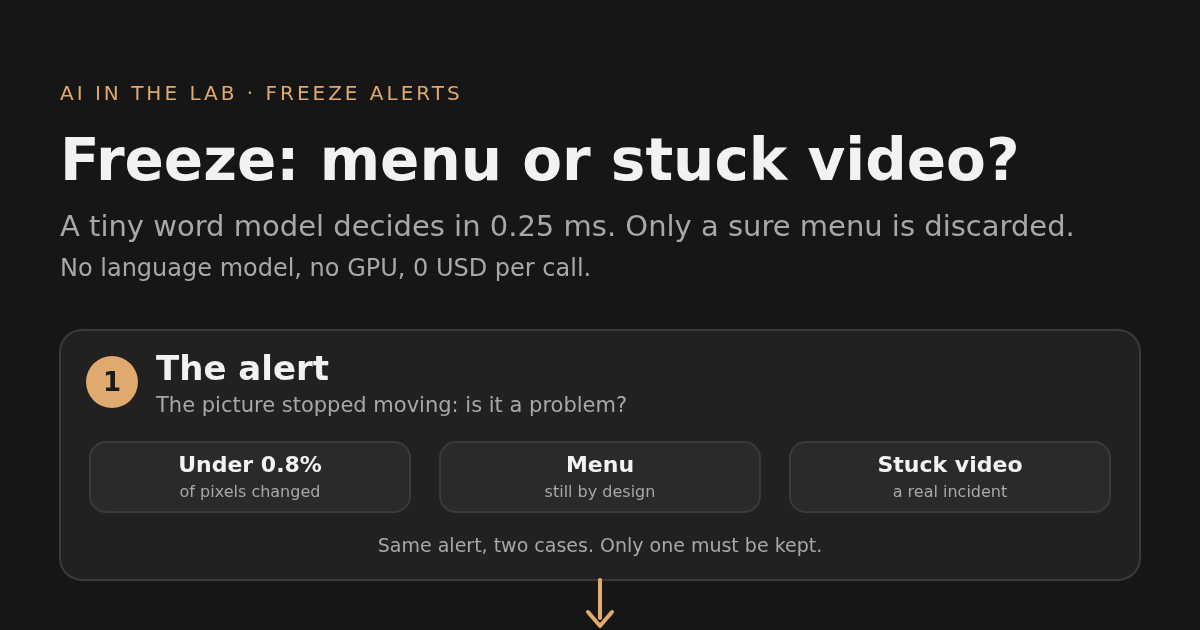 AI IN THE LAB · FREEZE ALERTS
Freeze: menu or stuck video?
A tiny word model decides in 0.25 ms. Only a sure menu is discarded.
No language model, no GPU, 0 USD per call.
1
The alert
The picture stopped moving: is it a problem?
Under 0.8%
of pixels changed
Menu
still by design
Stuck video
a real incident
Same alert, two cases. Only one must be kept.